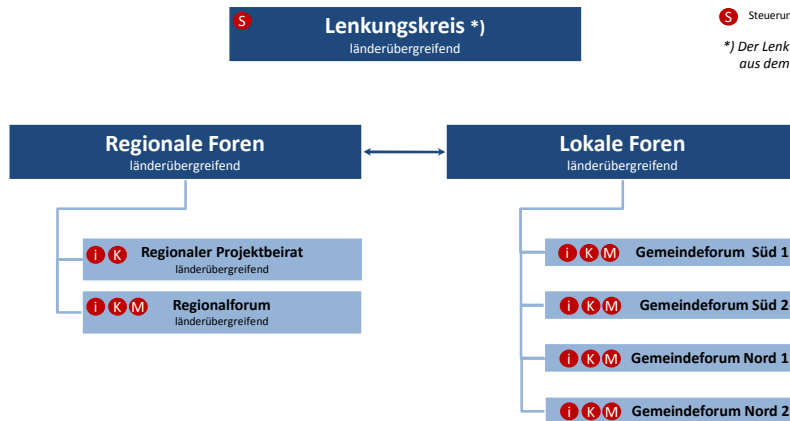 S Lenkungskreis *)
länderübergreifend
S
*) Der
aus dem
Regionale Foren
länderübergreifend
Lokale Foren
länderübergreifend
i K Regionaler Projektbeirat
länderübergreifend
i K M Regionalforum
länderübergreifend
i K M Gemeindeforum Süd 1
i K M Gemeindeforum Süd 2
i K M Gemeindeforum Nord 1
i K M Gemeindeforum Nord 2